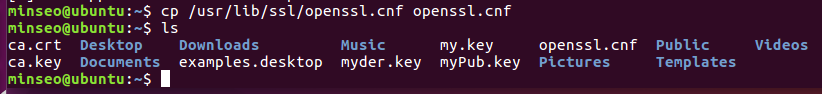 minseo@ubuntu:~$ cp /usr/lib/ssl/openssl.cnf openssl.cnf
minseo@ubuntu:~$ ls
ca.crt Desktop Downloads Music my.key openssl.cnf Public Videos
ca.key Documents examples.desktop myder.key myPub.key Pictures Templates
minseo@ubuntu:~$